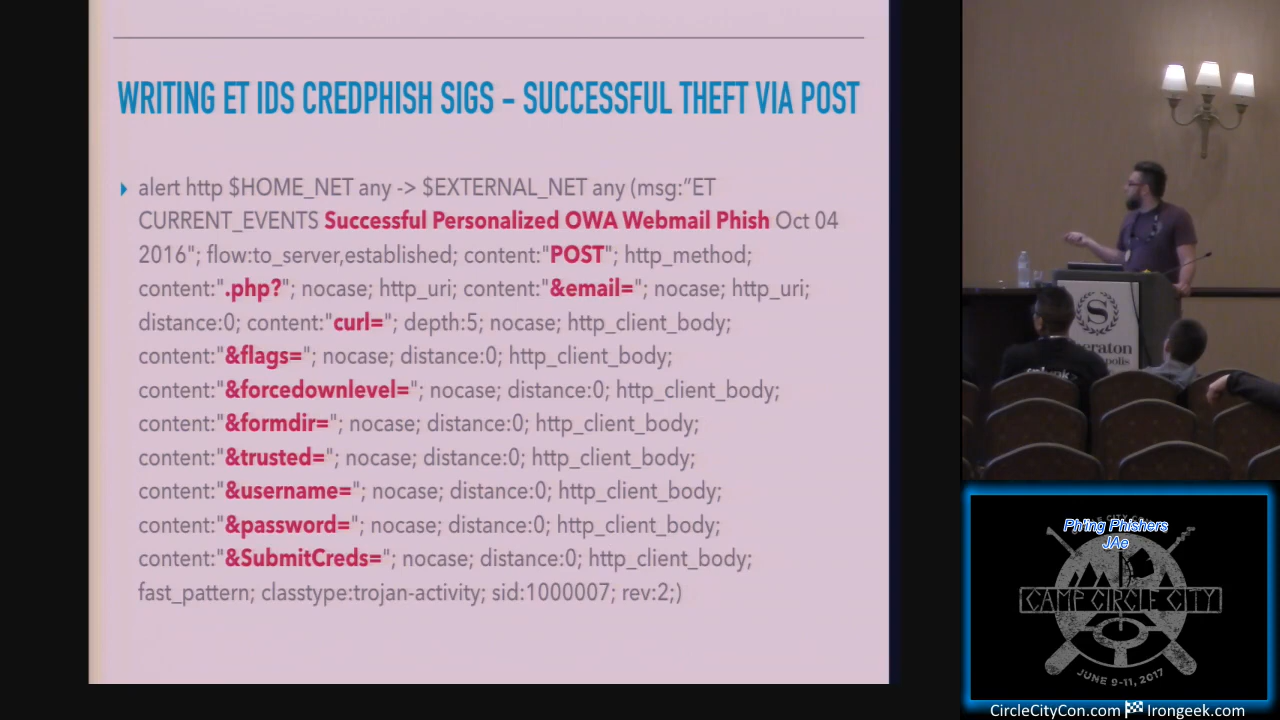 WRITING ET IDS CREDPHISH SIGS – SUCCESSFUL THEFT VIA POST
alert http $HOME_NET any -> $EXTERNAL_NET any (msg:"ET
CURRENT_EVENTS Successful Personalized OWA Webmail Phish Oct 04
2016"; flow:to_server,established; content:"POST"; http_method;
content:".php?"; nocase; http_uri; content:"&email="; nocase; http_uri;
distance:0; content:"curl="; depth:5; nocase; http_client_body;
content:"&flags="; nocase; distance:0; http_client_body;
content:"&forcedownlevel="; nocase; distance:0; http_client_body;
content:"&formdir="; nocase; distance:0; http_client_body;
content:"&trusted="; nocase; distance:0; http_client_body;
content:"&username="; nocase; distance:0; http_client_body;
content:"&password="; nocase; distance:0; http_client_body;
content:"&SubmitCreds="; nocase; distance:0; http_client_body;
fast_pattern; classtype:trojan-activity; sid:1000007; rev:2;)
S
Ph'ing Phishers
JAe
CAMP CIRCLE CITY
JUNE 9-11, 2017
CircleCityCon.com Irongeek.com